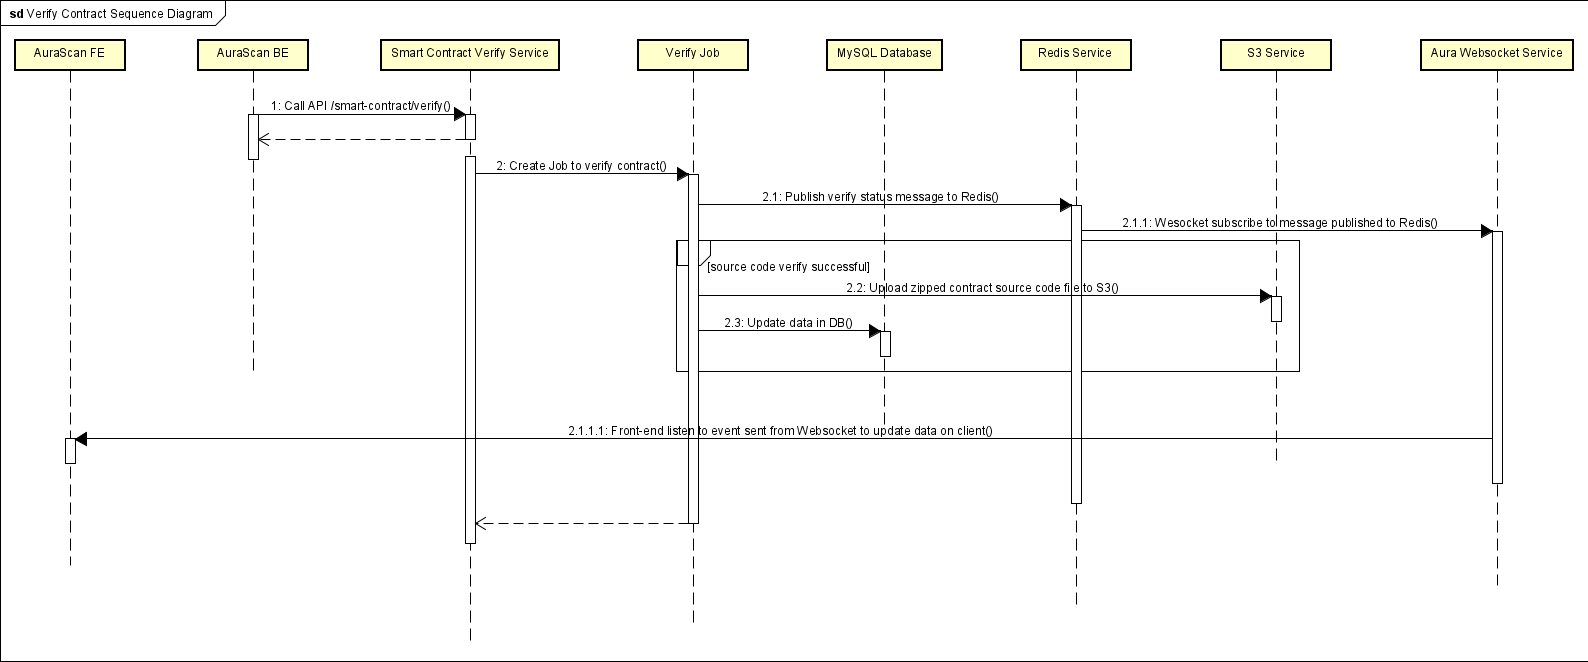 sd Verify Contract Sequence Diagram
AuraScan FE
AuraScan BE
Smart Contract Verify Service
Verify Job
MySQL Database
Redis Service
S3 Service
Aura Websocket Service
1: Call API /smart-contract/verify()
2: Create Job to verify contract()
2.1: Publish verify status message to Redis()
2.1.1: Wesocket subscribe to message published to Redis()
[source code verify successful]
2.2: Upload zipped contract source code file to S3()
2.3: Update data in DB()
2.1.1.1: Front-end listen to event sent from Websocket to update data on client()